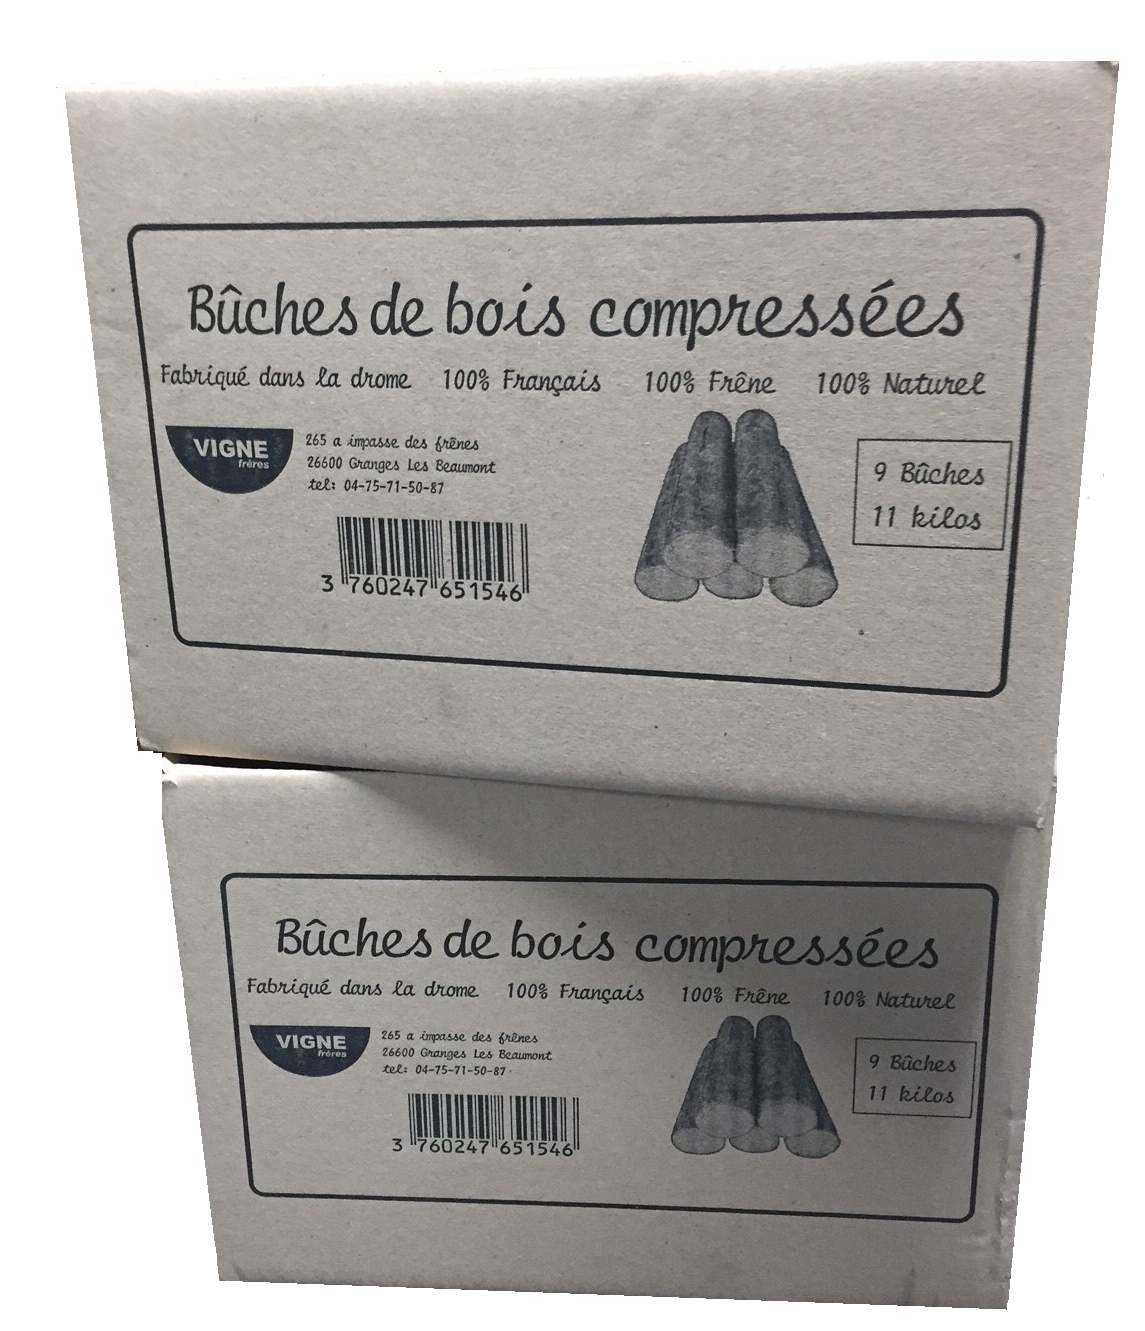 Bûches de bois compressées
Fabriqué dans la drome 100% Français 100% Frêne 100% Naturel
VIGNE
frères
265 a impasse des frênes
26600 Granges Les Beaumont
tel: 04-75-71-50-87
3 760247 651546
9 Bûches
11 kilos
Bûches de bois compressées
Fabriqué dans la drome 100% Français 100% Frêne 100% Naturel
VIGNE
frères
265 a impasse des frênes
26600 Granges Les Beaumont
tel: 04-75-71-50-87
3 760247 651546
9 Bûches
11 kilos